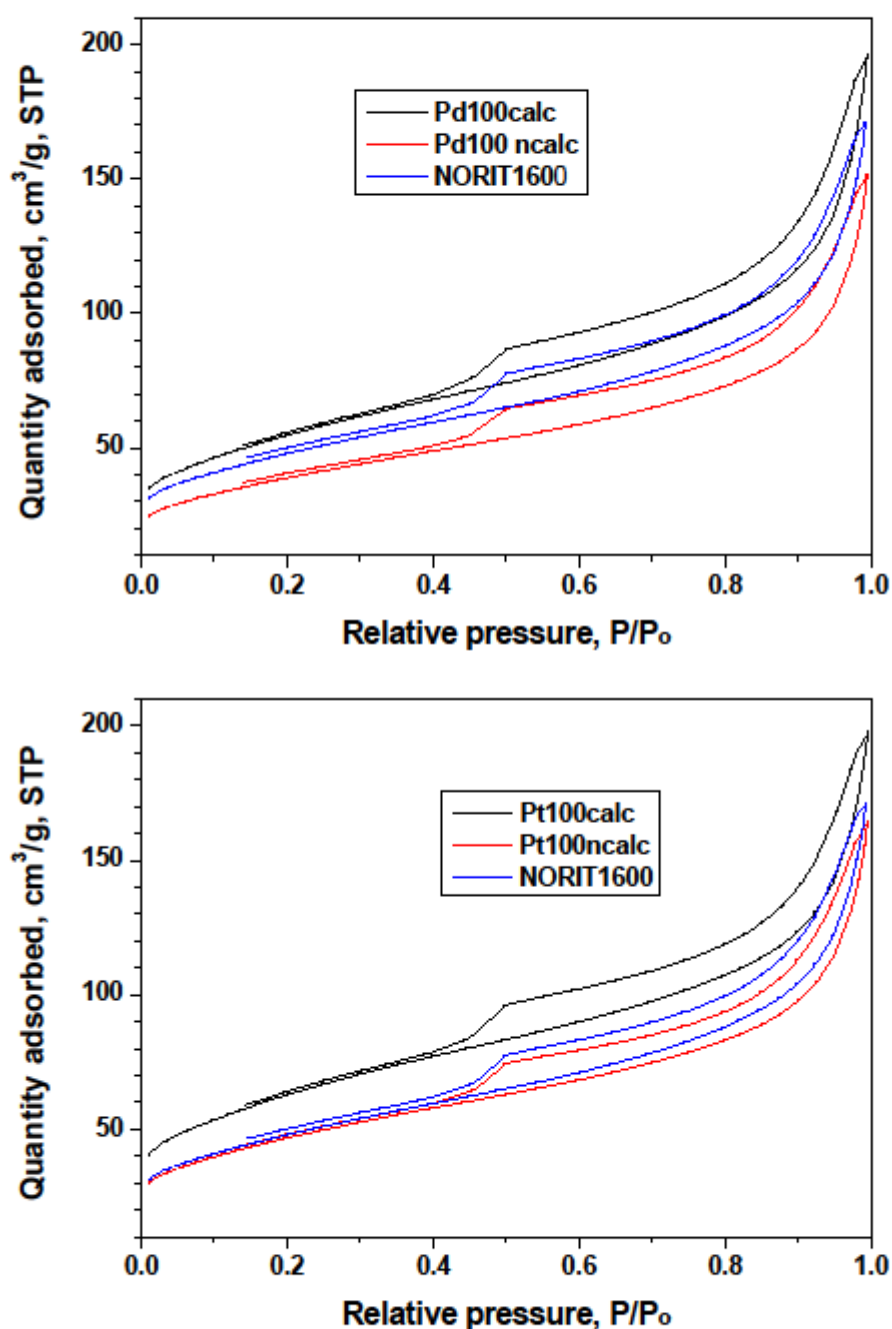 200
150
100
50
Quantity adsorbed, cm³/g, STP
Pd100calc
Pd100 ncalc
NORIT1600
0.0 0.2 0.4 0.6 0.8 1.0
Relative pressure, P/Po
200
150
100
50
Quantity adsorbed, cm³/g, STP
Pt100calc
Pt100ncalc
NORIT1600
0.0 0.2 0.4 0.6 0.8 1.0
Relative pressure, P/Po